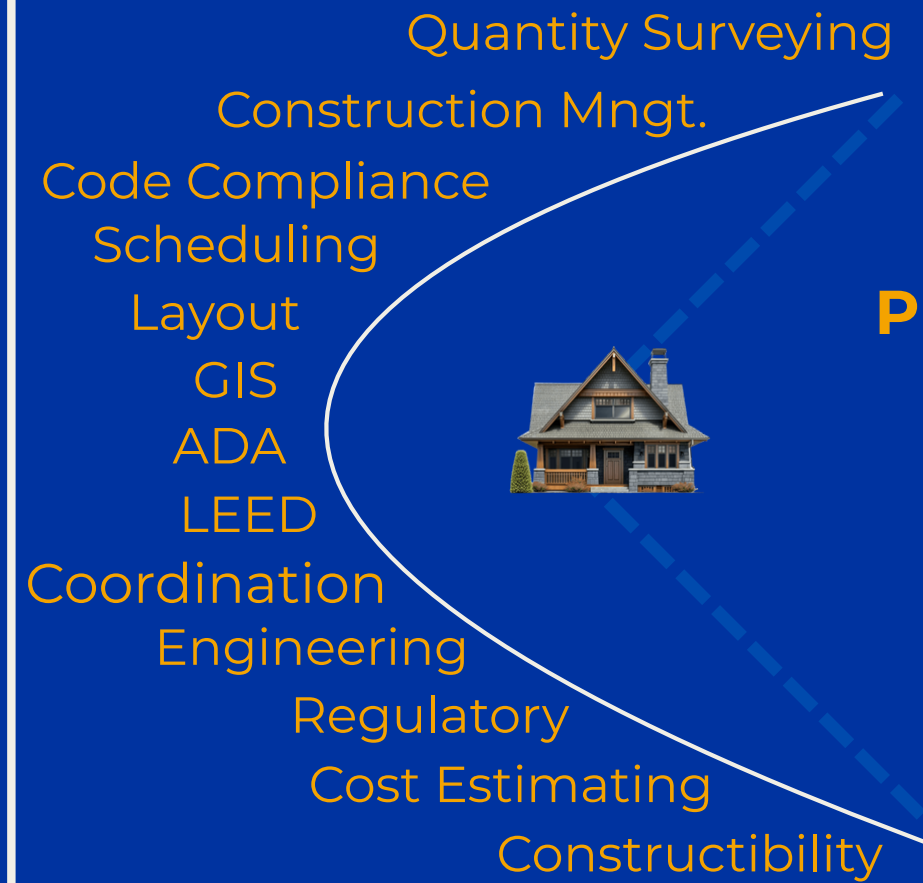 Quantity Surveying
Construction Mngt.
Code Compliance
Scheduling
Layout
P
GIS
ADA
LEED
Coordination
Engineering
Regulatory
Cost Estimating
Constructibility